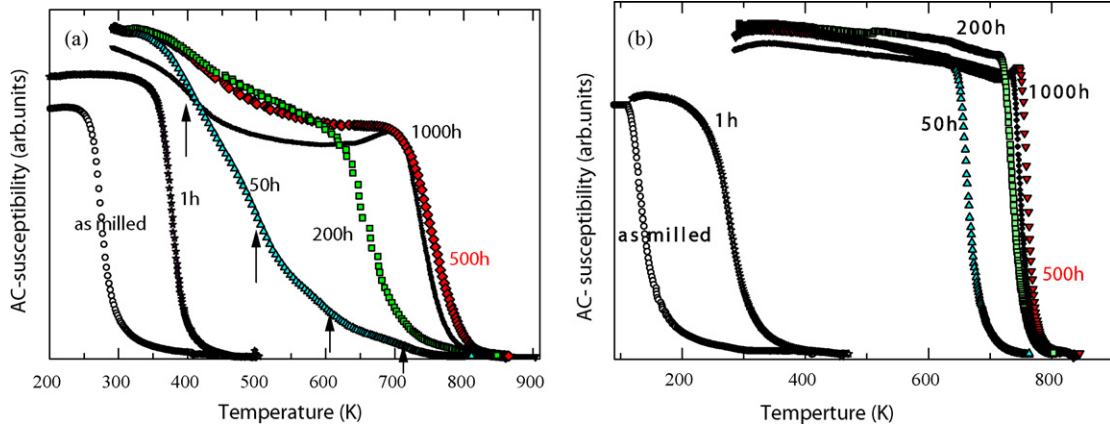 (a)
AC-susceptibility (arb.units)
as milled
1h
50h
200h
1000h
500h
200 300 400 500 600 700 800 900
Temperature (K)
(b)
AC- susceptibility (arb.units)
as milled
1h
50h
200h
1000h
500h
200 400 600 800
Temperture (K)